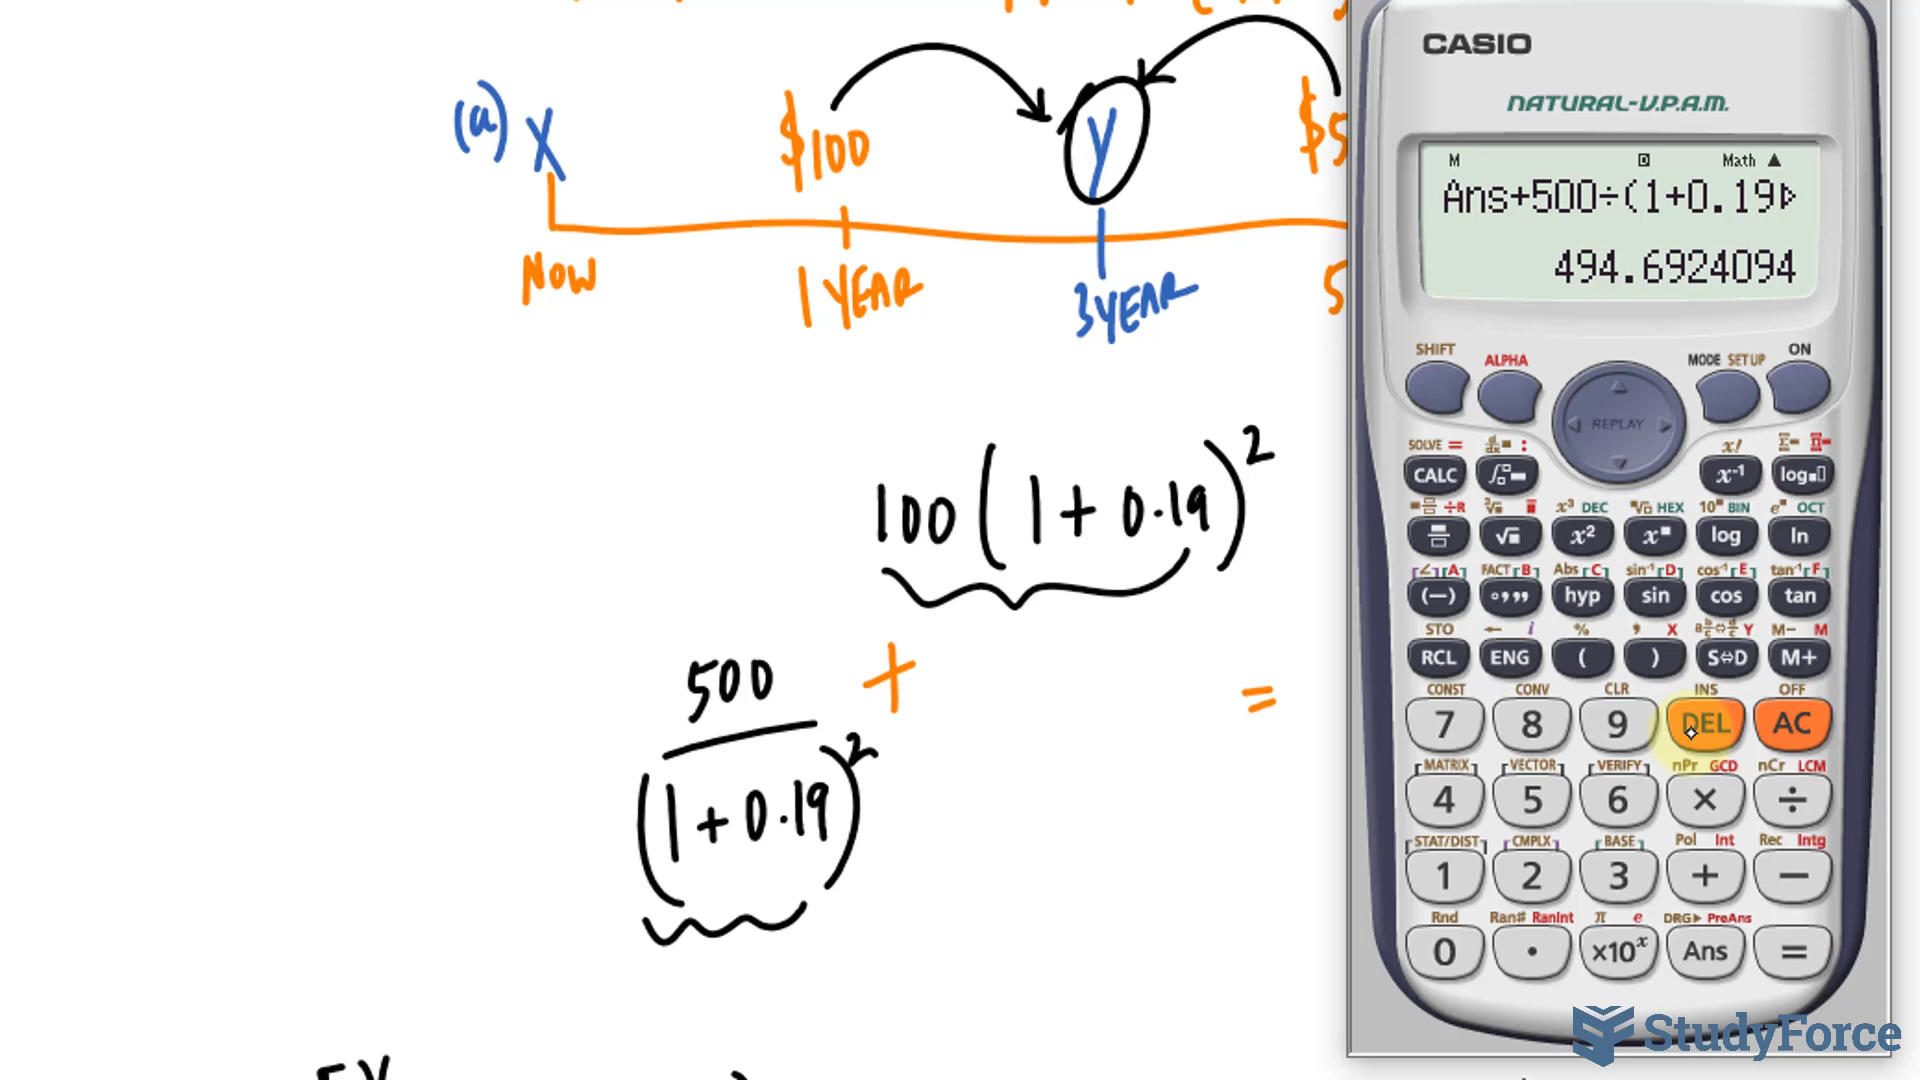 (a) X $100 Y $5
NOW 1 YEAR 3 YEAR 5
100 (1 + 0.19)²
500 + =
(1 + 0.19)²
CASIO
NATURAL-V.P.A.M.
M D Math ▲
Ans+500÷(1+0.19▷
494.6924094
SHIFT ALPHA MODE SETUP ON
REPLAY
SOLVE = d/dx :  x! Σ- Π-
CALC ∫ x⁻¹ log
÷R ³√ x³ DEC √ HEX 10 BIN e OCT
√ x² x log ln
∠ A FACT B Abs C sin⁻¹ D cos⁻¹ E tan⁻¹ F
(−) °,,, hyp sin cos tan
STO ← i % , X a b/c⇔d/c Y M− M
RCL ENG ( ) S⇔D M+
CONST CONV CLR INS OFF
7 8 9 DEL AC
MATRIX VECTOR VERIFY nPr GCD nCr LCM
4 5 6 × ÷
STAT/DIST CMPLX BASE Pol Int Rec Intg
1 2 3 + −
Rnd Ran# RanInt π e DRG▶ PreAns
0 . ×10ˣ Ans =
StudyForce